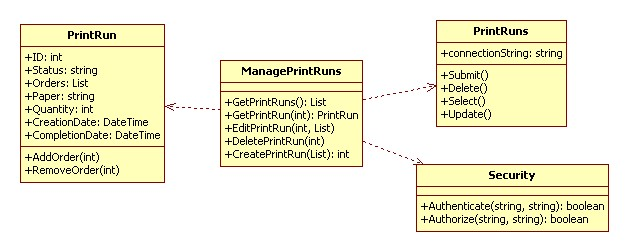 PrintRun
+ID: int
+Status: string
+Orders: List
+Paper: string
+Quantity: int
+CreationDate: DateTime
+CompletionDate: DateTime
+AddOrder(int)
+RemoveOrder(int)
ManagePrintRuns
+GetPrintRuns(): List
+GetPrintRun(int): PrintRun
+EditPrintRun(int, List)
+DeletePrintRun(int)
+CreatePrintRun(List): int
PrintRuns
+connectionString: string
+Submit()
+Delete()
+Select()
+Update()
Security
+Authenticate(string, string): boolean
+Authorize(string, string): boolean